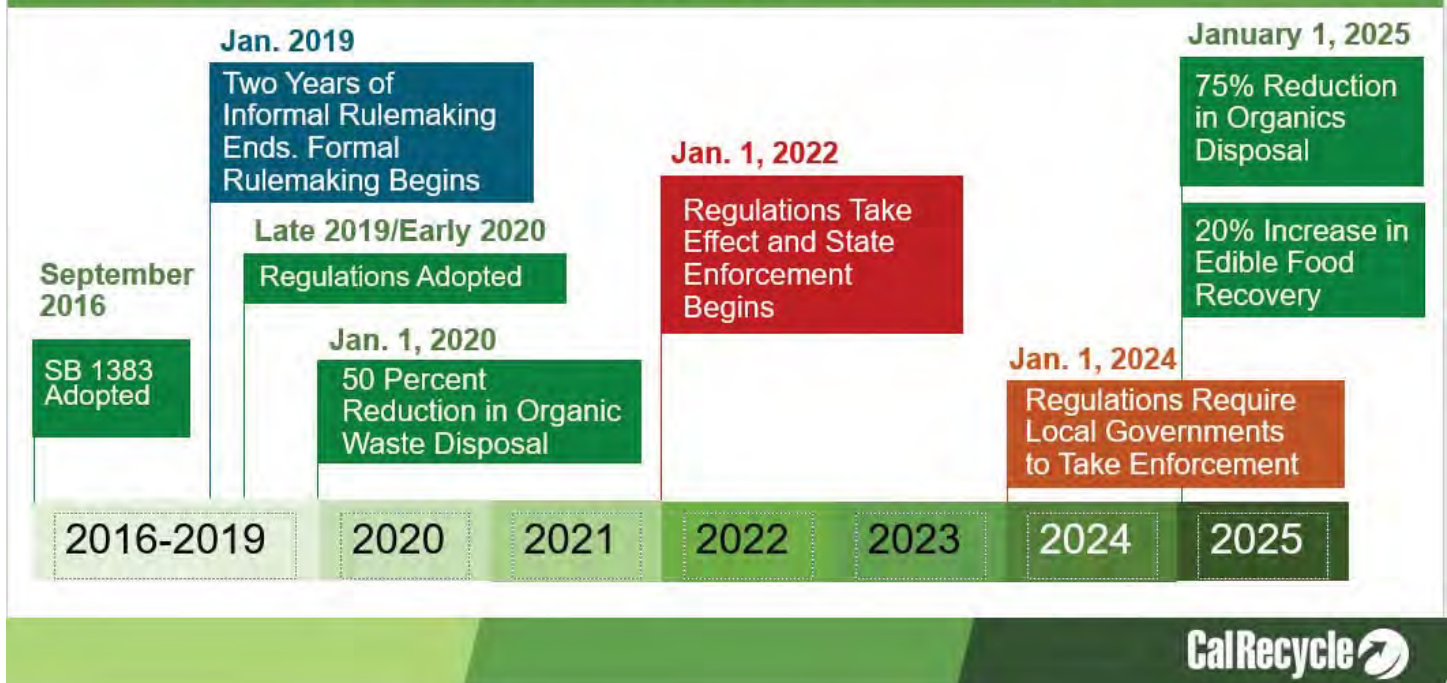 September
2016
SB 1383
Adopted
Jan. 2019
Two Years of
Informal Rulemaking
Ends. Formal
Rulemaking Begins
Late 2019/Early 2020
Regulations Adopted
Jan. 1, 2020
50 Percent
Reduction in Organic
Waste Disposal
Jan. 1, 2022
Regulations Take
Effect and State
Enforcement
Begins
Jan. 1, 2024
Regulations Require
Local Governments
to Take Enforcement
January 1, 2025
75% Reduction
in Organics
Disposal
20% Increase in
Edible Food
Recovery
2016-2019 2020 2021 2022 2023 2024 2025
CalRecycle